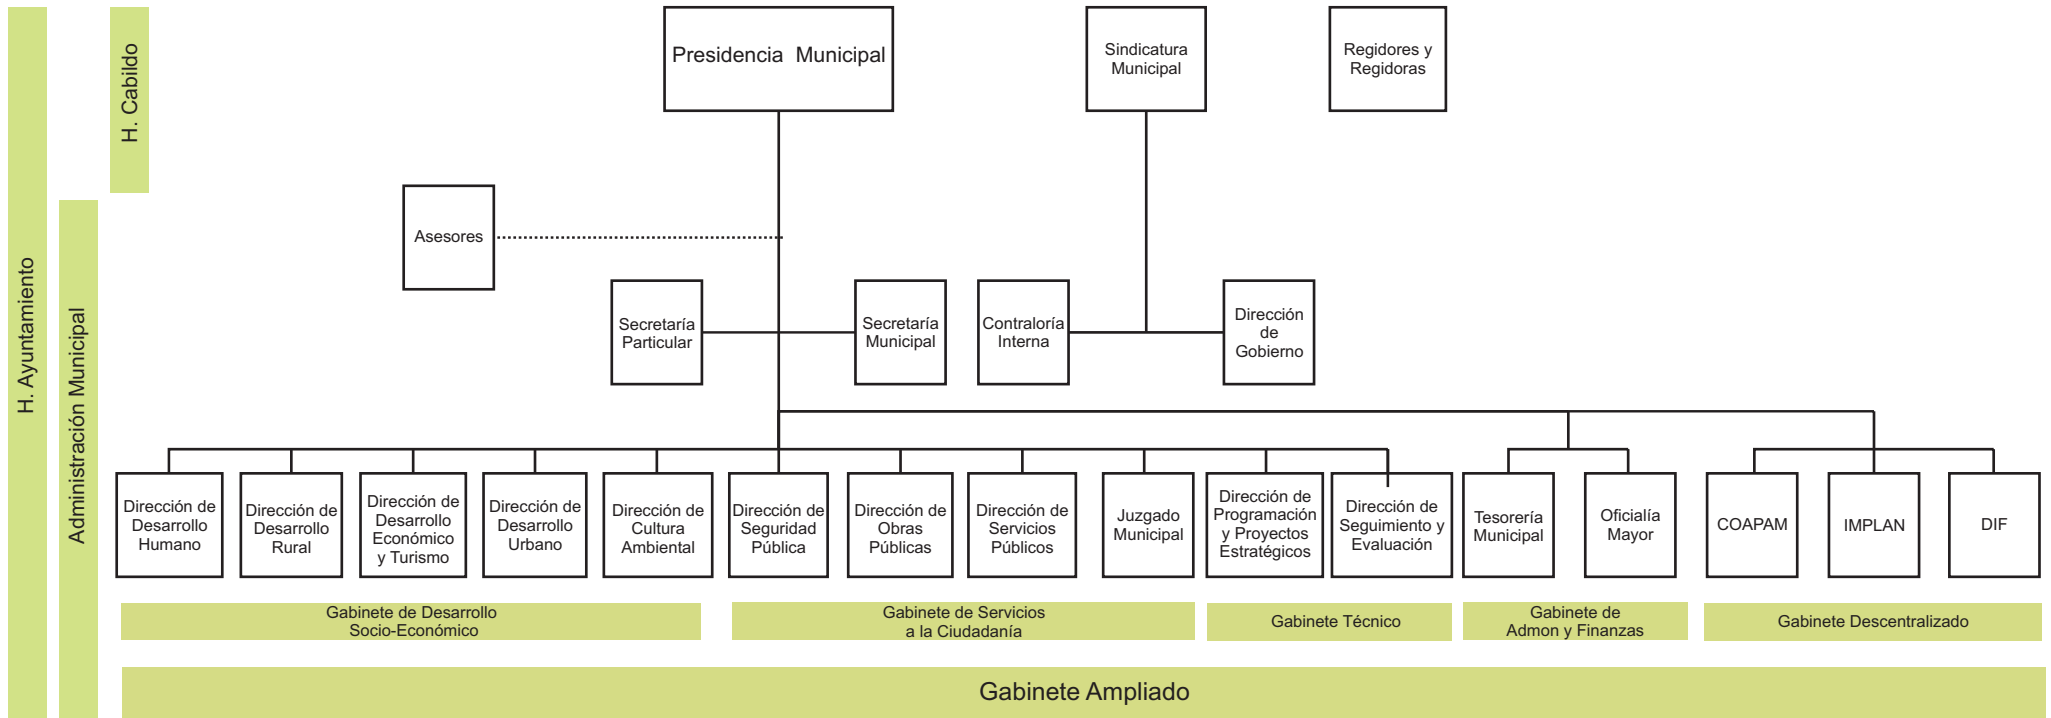 H. Ayuntamiento
Administración Municipal
H. Cabildo
Presidencia Municipal
Sindicatura
Municipal
Regidores y
Regidoras
Asesores
Secretaría
Particular
Secretaría
Municipal
Contraloría
Interna
Dirección
de
Gobierno
Dirección de
Desarrollo
Humano
Dirección de
Desarrollo
Rural
Dirección de
Desarrollo
Económico
y Turismo
Dirección de
Desarrollo
Urbano
Dirección de
Cultura
Ambiental
Dirección de
Seguridad
Pública
Dirección de
Obras
Públicas
Dirección de
Servicios
Públicos
Juzgado
Municipal
Dirección de
Programación
y Proyectos
Estratégicos
Dirección de
Seguimiento y
Evaluación
Tesorería
Municipal
Oficialía
Mayor
COAPAM
IMPLAN
DIF
Gabinete de Desarrollo
Socio-Económico
Gabinete de Servicios
a la Ciudadanía
Gabinete Técnico
Gabinete de
Admon y Finanzas
Gabinete Descentralizado
Gabinete Ampliado